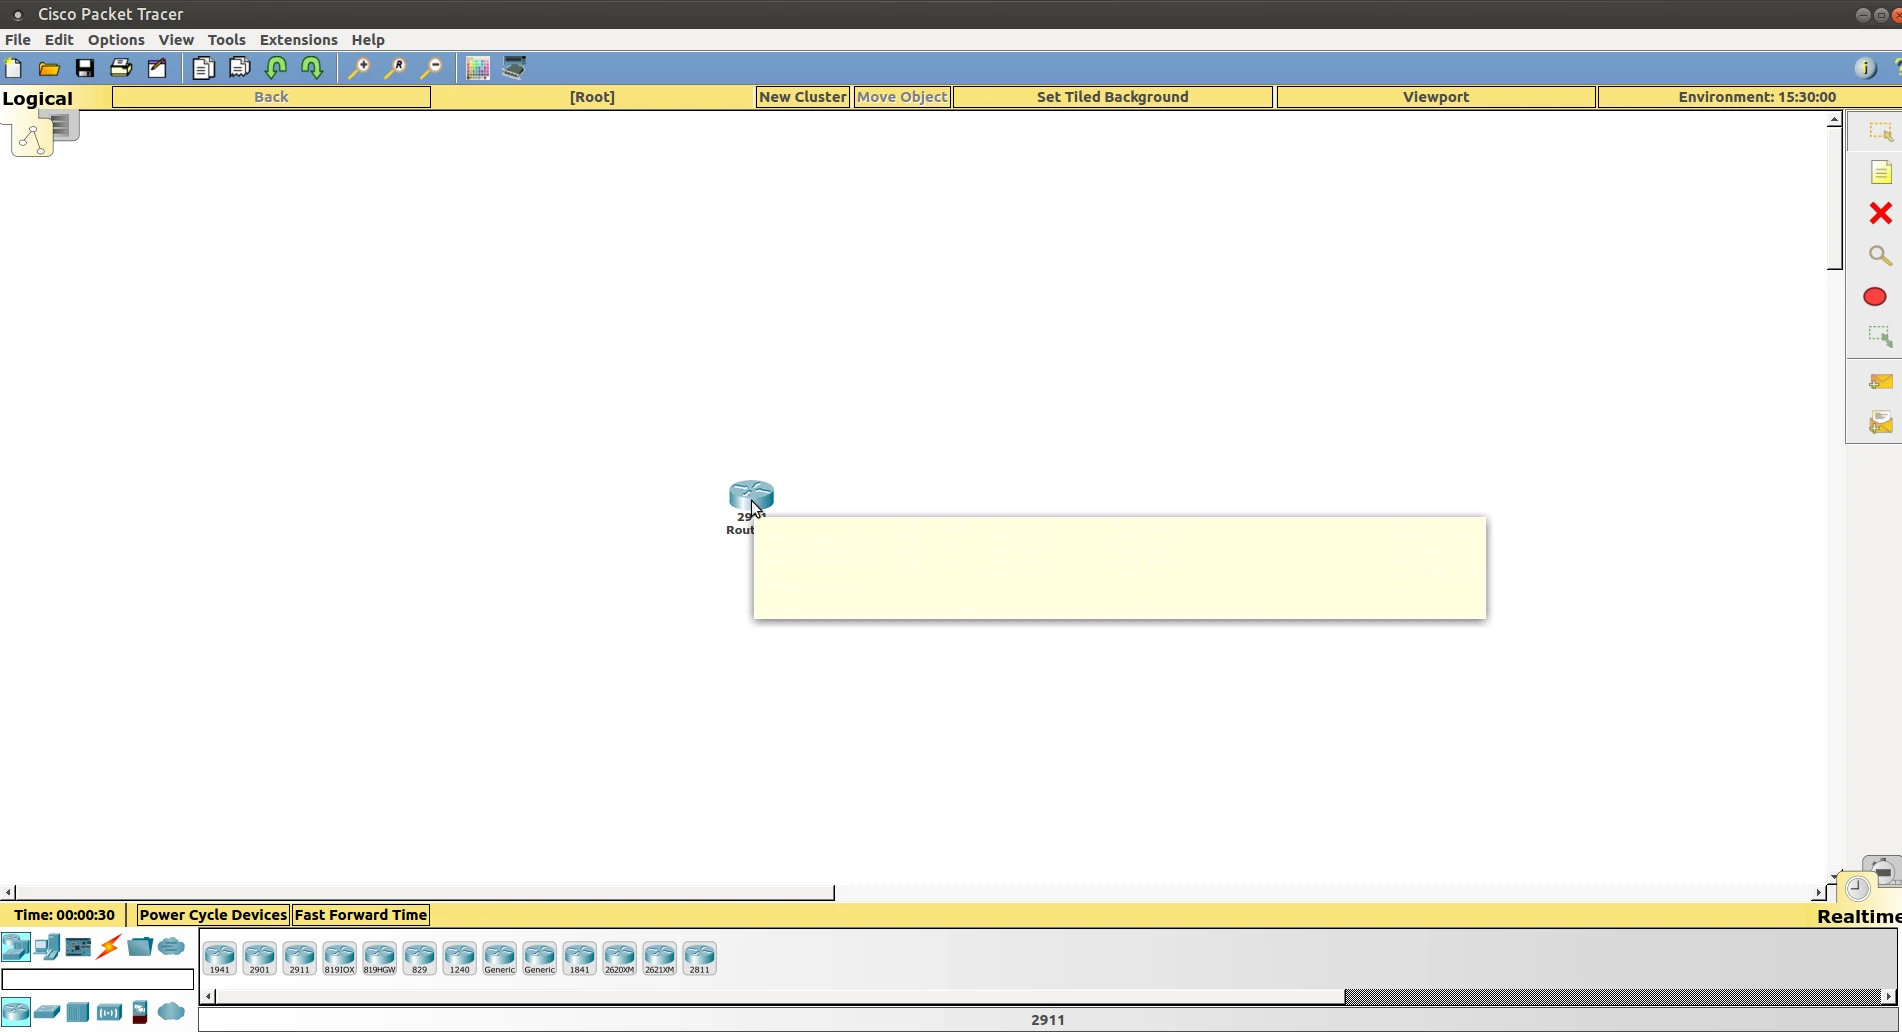 Cisco Packet Tracer
File Edit Options View Tools Extensions Help
Logical Back [Root] New Cluster Move Object Set Tiled Background Viewport Environment: 15:30:00
Time: 00:00:30 Power Cycle Devices Fast Forward Time Realtime
1941 2901 2911 819IOX 819HGW 829 1240 Generic Generic 1841 2620XM 2621XM 2811
2911